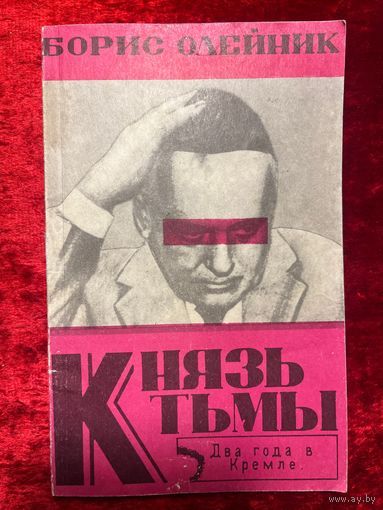 БОРИС ОЛЕЙНИК
КНЯЗЬ
ТЬМЫ
Два года в
Кремле.
www.ay.by